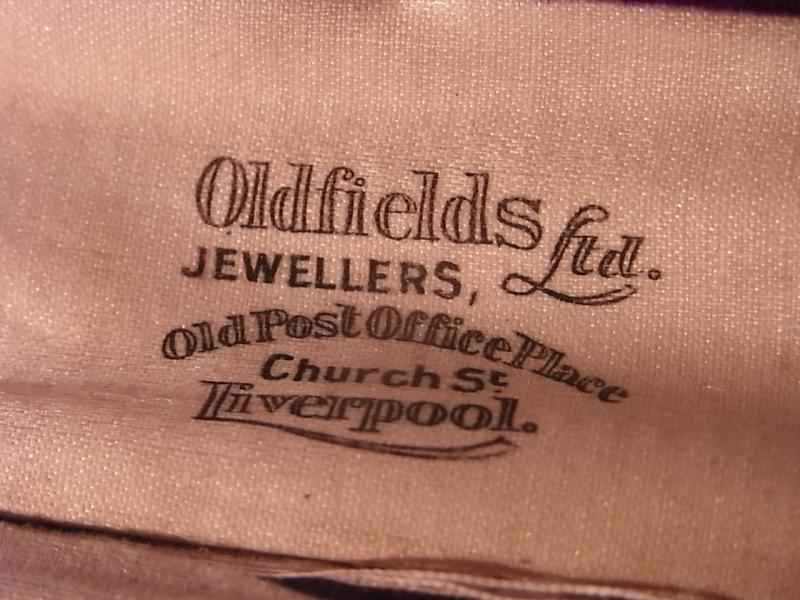 Oldfields Ltd.
JEWELLERS,
Old Post Office Place
Church St
Liverpool.